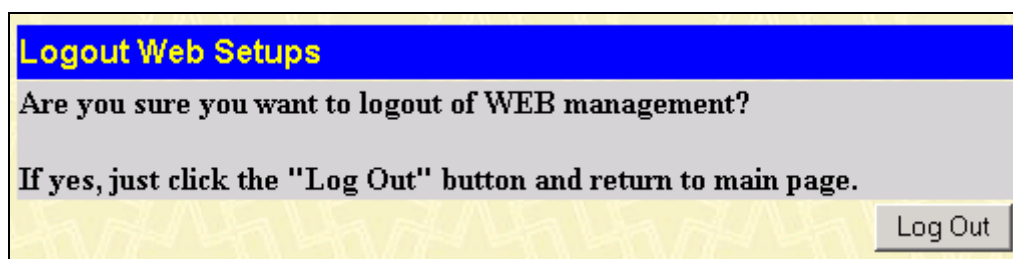 Logout Web Setups
Are you sure you want to logout of WEB management?
If yes, just click the "Log Out" button and return to main page.
Log Out